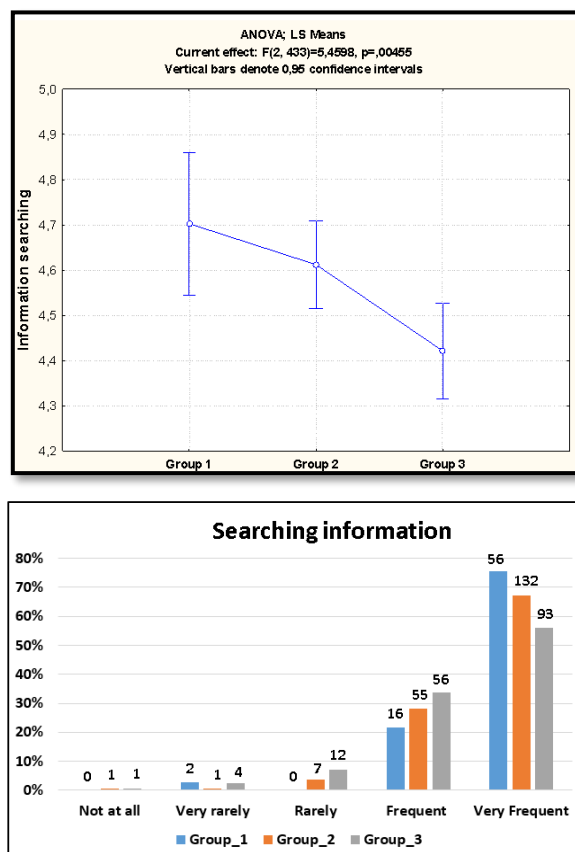 ANOVA; LS Means
Current effect: F(2, 433)=5,4598, p=,00455
Vertical bars denote 0,95 confidence intervals
5,0
4,9
4,8
4,7
4,6
4,5
4,4
4,3
4,2
Information searching
Group 1 Group 2 Group 3
Searching information
80%
70%
60%
50%
40%
30%
20%
10%
0%
0 1 1
2 1 4
0 7 12
16 55 56
56 132 93
Not at all Very rarely Rarely Frequent Very Frequent
Group_1 Group_2 Group_3